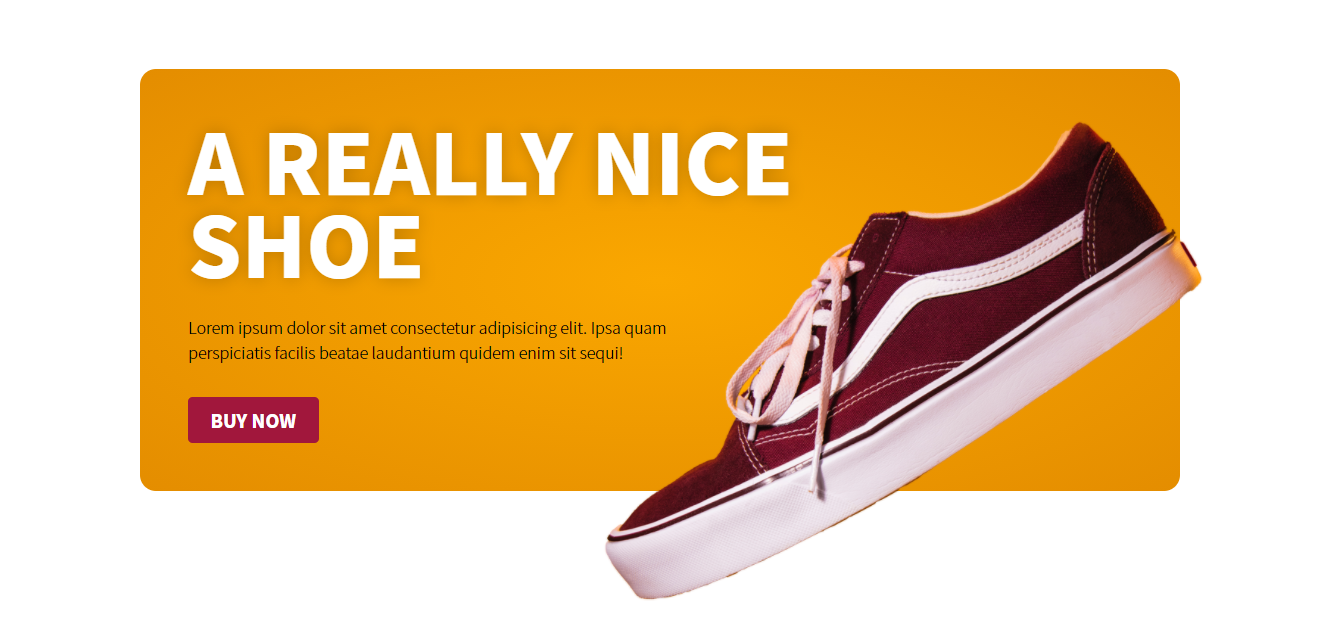 A REALLY NICE
SHOE
Lorem ipsum dolor sit amet consectetur adipisicing elit. Ipsa quam
perspiciatis facilis beatae laudantium quidem enim sit sequi!
BUY NOW